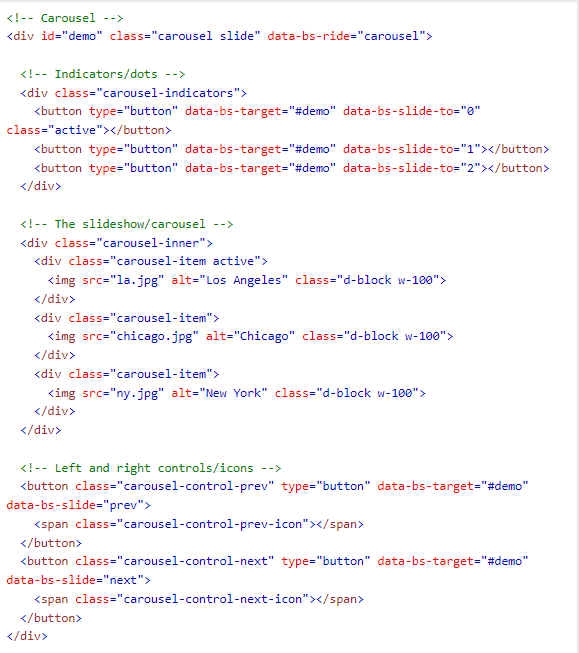 <!-- Carousel -->
<div id="demo" class="carousel slide" data-bs-ride="carousel">

  <!-- Indicators/dots -->
  <div class="carousel-indicators">
    <button type="button" data-bs-target="#demo" data-bs-slide-to="0"
class="active"></button>
    <button type="button" data-bs-target="#demo" data-bs-slide-to="1"></button>
    <button type="button" data-bs-target="#demo" data-bs-slide-to="2"></button>
  </div>

  <!-- The slideshow/carousel -->
  <div class="carousel-inner">
    <div class="carousel-item active">
      <img src="la.jpg" alt="Los Angeles" class="d-block w-100">
    </div>
    <div class="carousel-item">
      <img src="chicago.jpg" alt="Chicago" class="d-block w-100">
    </div>
    <div class="carousel-item">
      <img src="ny.jpg" alt="New York" class="d-block w-100">
    </div>
  </div>

  <!-- Left and right controls/icons -->
  <button class="carousel-control-prev" type="button" data-bs-target="#demo"
data-bs-slide="prev">
    <span class="carousel-control-prev-icon"></span>
  </button>
  <button class="carousel-control-next" type="button" data-bs-target="#demo"
data-bs-slide="next">
    <span class="carousel-control-next-icon"></span>
  </button>
</div>